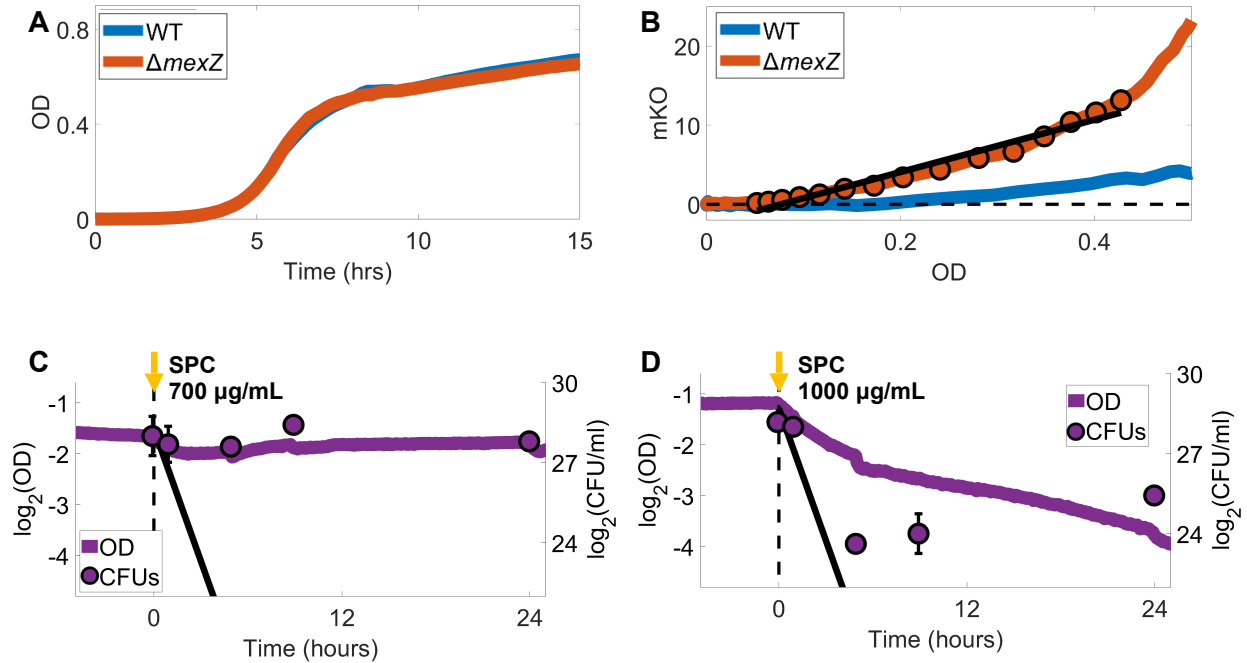 A
0.8
0.4
0
OD
WT
ΔmexZ
0
5
10
15
Time (hrs)
B
20
10
0
mKO
WT
ΔmexZ
0
0.2
0.4
OD
C
SPC
700 µg/mL
-1
-2
-3
-4
log2(OD)
30
27
24
log2(CFU/ml)
OD
CFUs
0
12
24
Time (hours)
D
SPC
1000 µg/mL
-1
-2
-3
-4
log2(OD)
30
27
24
log2(CFU/ml)
OD
CFUs
0
12
24
Time (hours)